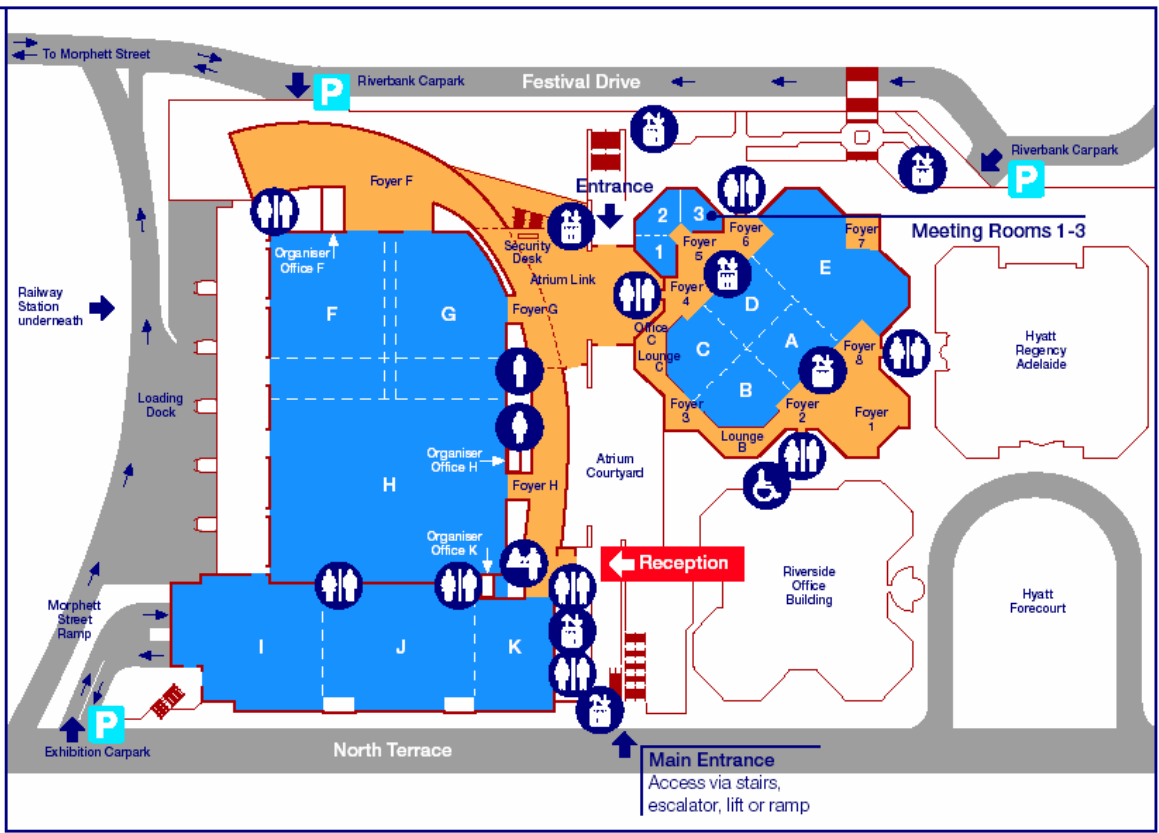 To Morphett Street
P
Riverbank Carpark
Festival Drive
Riverbank Carpark
P
Foyer F
Entrance
2
3
1
Foyer
5
Foyer
6
Foyer
7
Meeting Rooms 1-3
Organiser
Office F
Security
Desk
Atrium Link
Foyer
4
E
D
Railway
Station
underneath
F
G
Foyer G
Office
C
Lounge
C
C
A
B
Foyer
8
Hyatt
Regency
Adelaide
Loading
Dock
Foyer
3
Foyer
2
Foyer
1
Lounge
B
Organiser
Office H
H
Foyer H
Atrium
Courtyard
Organiser
Office K
Reception
Riverside
Office
Building
Hyatt
Forecourt
Morphett
Street
Ramp
I
J
K
P
Exhibition Carpark
North Terrace
Main Entrance
Access via stairs,
escalator, lift or ramp